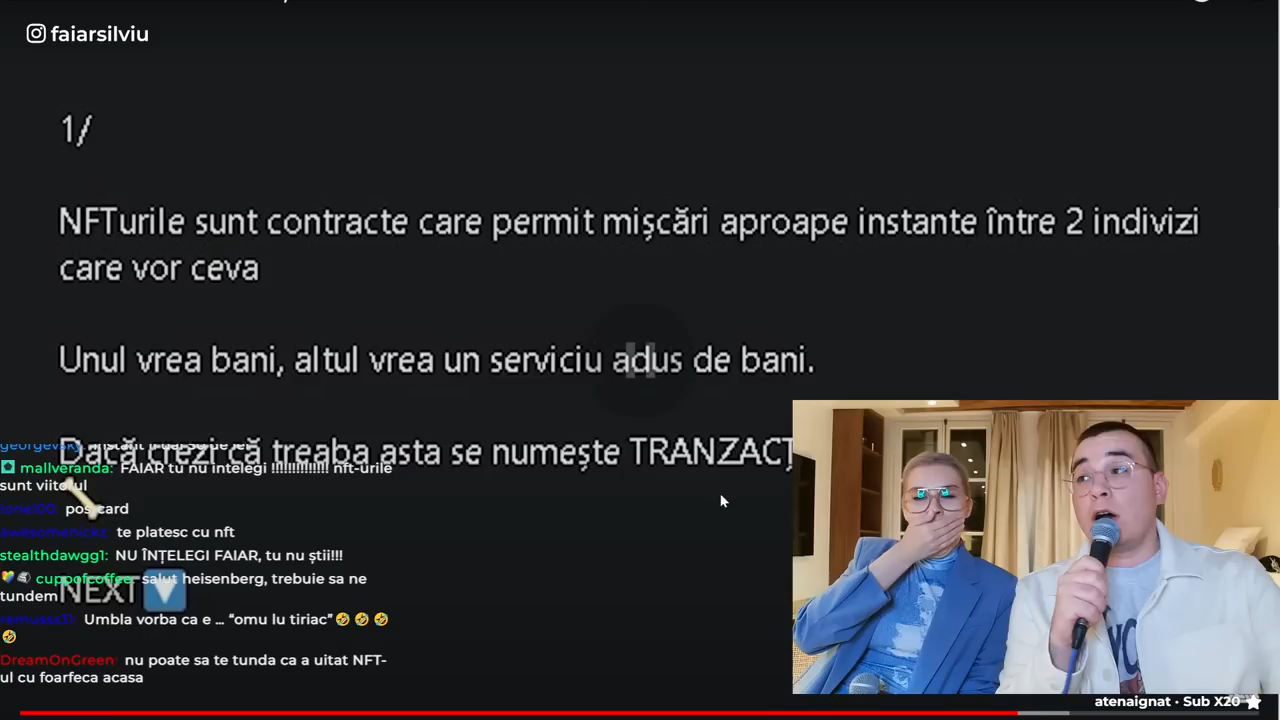 faiarsilviu
1/
NFTurile sunt contracte care permit mișcări aproape instante între 2 indivizi
care vor ceva
Unul vrea bani, altul vrea un serviciu adus de bani.
Dacă crezi că treaba asta se numește TRANZACȚ
NEXT
mallveranda: FAIAR tu nu intelegi !!!!!!!!!!!!!! nft-urile
sunt viitorul
postcard
awesomenickz: te platesc cu nft
stealthdawgg1: NU ÎNȚELEGI FAIAR, tu nu știi!!!
cuppofcoffee: salut heisenberg, trebuie sa ne
tundem
remusss31: Umbla vorba ca e ... “omu lu tiriac”🤣 🤣 🤣
🤣
DreamOnGreen: nu poate sa te tunda ca a uitat NFT-
ul cu foarfeca acasa
atenaignat • Sub X20